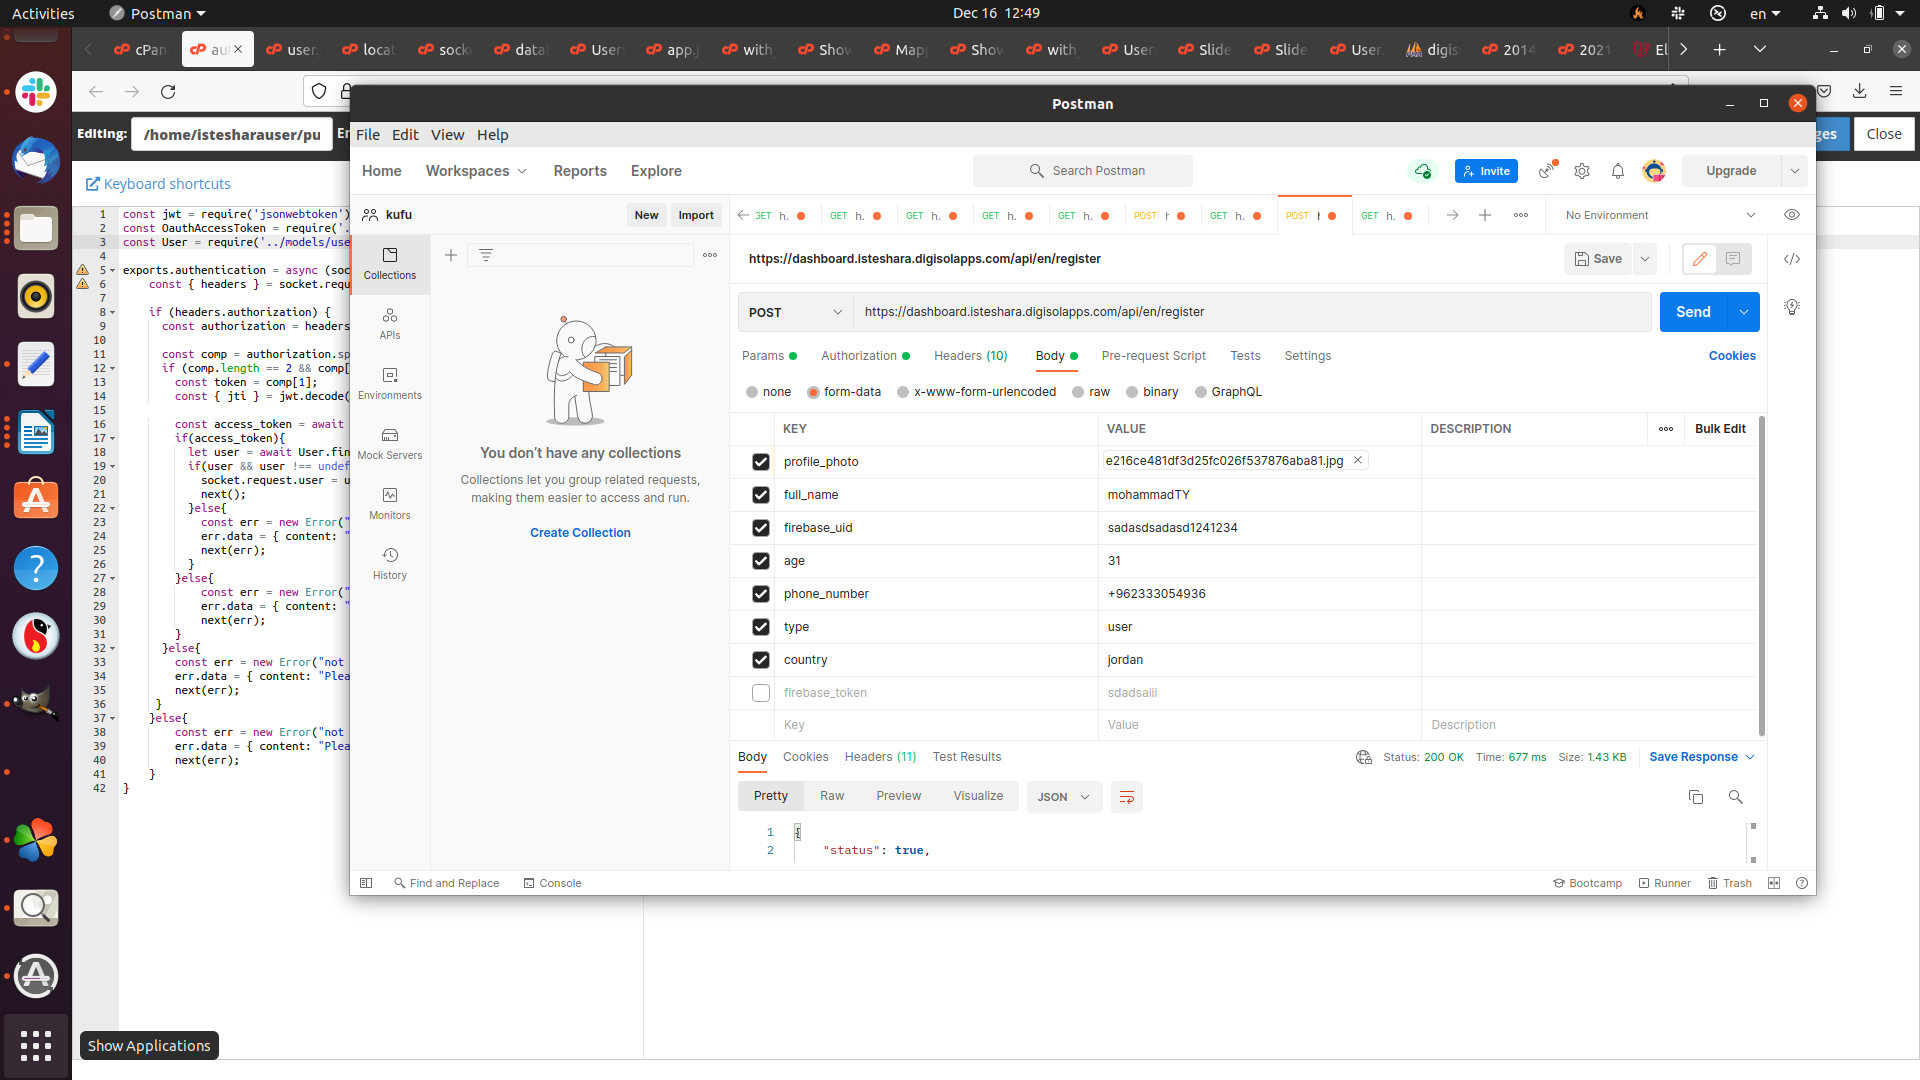 Activities
Postman
Dec 16 12:49
en
cPan
au
user.
locat
sock
data
User
app.j
with_
Show
Map
Show
with_
User
Slide
Slide
User.
digis
2014
2021
El
Editing:
/home/istesharauser/pu
En
ges
Close
Keyboard shortcuts
1 const jwt = require('jsonwebtoken')
2 const OauthAccessToken = require('.
3 const User = require('../models/use
4
5 exports.authentication = async (soc
6 const { headers } = socket.requ
7
8 if (headers.authorization) {
9 const authorization = headers
10
11 const comp = authorization.sp
12 if (comp.length == 2 && comp[
13 const token = comp[1];
14 const { jti } = jwt.decode(
15
16 const access_token = await
17 if(access_token){
18 let user = await User.fin
19 if(user && user !== undef
20 socket.request.user = u
21 next();
22 }else{
23 const err = new Error("
24 err.data = { content: "
25 next(err);
26 }
27 }else{
28 const err = new Error("
29 err.data = { content: "
30 next(err);
31 }
32 }else{
33 const err = new Error("not
34 err.data = { content: "Plea
35 next(err);
36 }
37 }else{
38 const err = new Error("not
39 err.data = { content: "Plea
40 next(err);
41 }
42 }
Show Applications
Postman
File Edit View Help
Home
Workspaces
Reports
Explore
Search Postman
Invite
Upgrade
kufu
New
Import
GET h.
GET h.
GET h.
GET h.
GET h.
POST h
GET h.
POST h
GET h.
No Environment
Collections
APIs
Environments
Mock Servers
Monitors
History
You don't have any collections
Collections let you group related requests,
making them easier to access and run.
Create Collection
https://dashboard.isteshara.digisolapps.com/api/en/register
Save
POST
https://dashboard.isteshara.digisolapps.com/api/en/register
Send
Params
Authorization
Headers (10)
Body
Pre-request Script
Tests
Settings
Cookies
none
form-data
x-www-form-urlencoded
raw
binary
GraphQL
KEY VALUE DESCRIPTION
Bulk Edit
profile_photo e216ce481df3d25fc026f537876aba81.jpg
full_name mohammadTY
firebase_uid sadasdsadasd1241234
age 31
phone_number +962333054936
type user
country jordan
firebase_token sdadsaiii
Key Value Description
Body
Cookies
Headers (11)
Test Results
Status: 200 OK
Time: 677 ms
Size: 1.43 KB
Save Response
Pretty
Raw
Preview
Visualize
JSON
1 {
2 "status": true,
Find and Replace
Console
Bootcamp
Runner
Trash